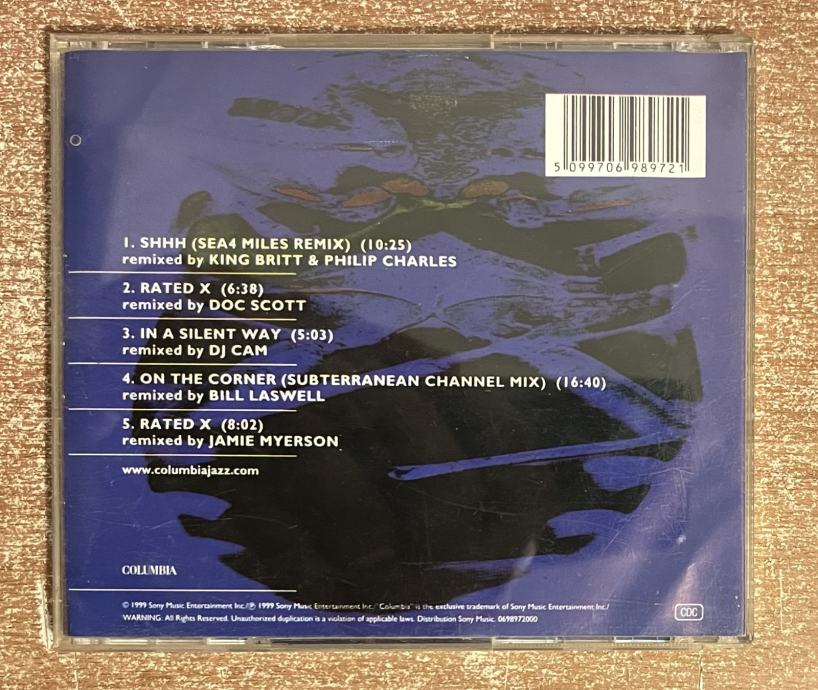 5 099706 989721
1. SHHH (SEA4 MILES REMIX) (10:25)
remixed by KING BRITT & PHILIP CHARLES
2. RATED X (6:38)
remixed by DOC SCOTT
3. IN A SILENT WAY (5:03)
remixed by DJ CAM
4. ON THE CORNER (SUBTERRANEAN CHANNEL MIX) (16:40)
remixed by BILL LASWELL
5. RATED X (8:02)
remixed by JAMIE MYERSON
www.columbiajazz.com
COLUMBIA
© 1999 Sony Music Entertainment Inc./℗ 1999 Sony Music Entertainment Inc./"Columbia" is the exclusive trademark of Sony Music Entertainment Inc./
WARNING: All Rights Reserved. Unauthorized duplication is a violation of applicable laws. Distribution Sony Music. 0698972000
CDC